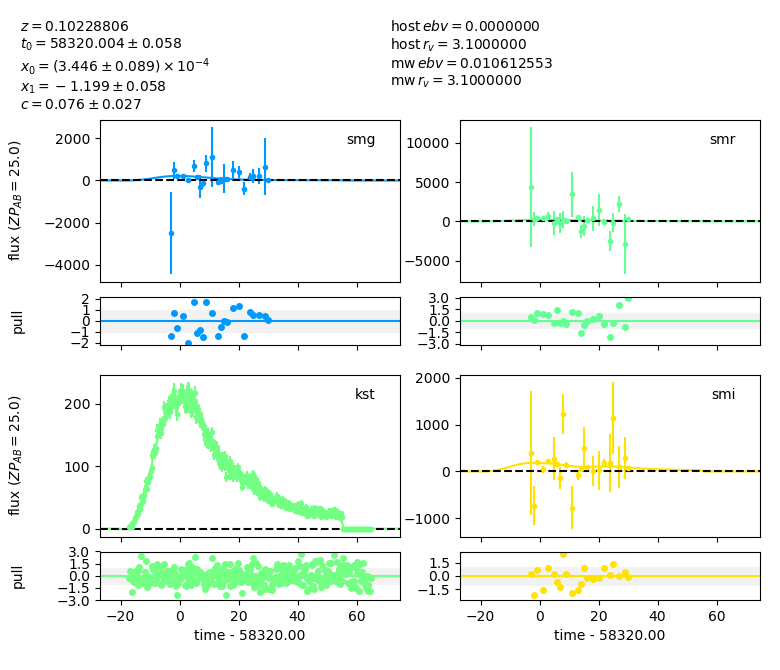 z = 0.10228806
t₀ = 58320.004 ± 0.058
x₀ = (3.446 ± 0.089) × 10⁻⁴
x₁ = −1.199 ± 0.058
c = 0.076 ± 0.027
host ebv = 0.0000000
host r_v = 3.1000000
mw ebv = 0.010612553
mw r_v = 3.1000000
flux (ZP_AB = 25.0)
2000
0
−2000
−4000
smg
10000
5000
0
−5000
smr
pull
2
1
0
−1
−2
3.0
1.5
0.0
−1.5
−3.0
flux (ZP_AB = 25.0)
200
100
0
kst
2000
1000
0
−1000
smi
pull
3.0
1.5
0.0
−1.5
−3.0
1.5
0.0
−1.5
−20 0 20 40 60
−20 0 20 40 60
time - 58320.00
time - 58320.00